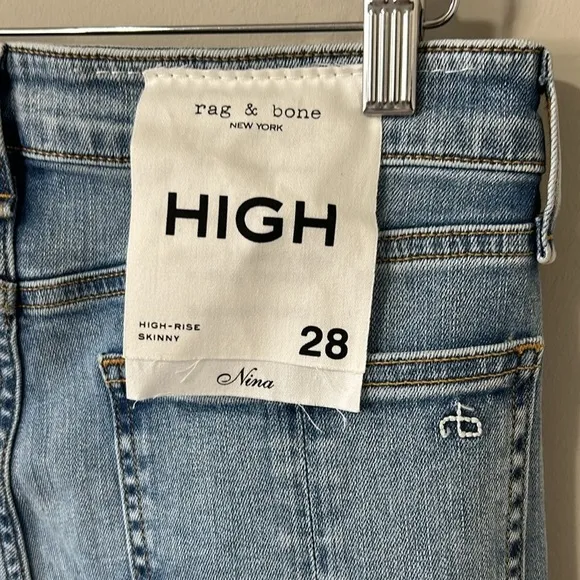 rag & bone
NEW YORK
HIGH
HIGH-RISE
SKINNY
28
Nina